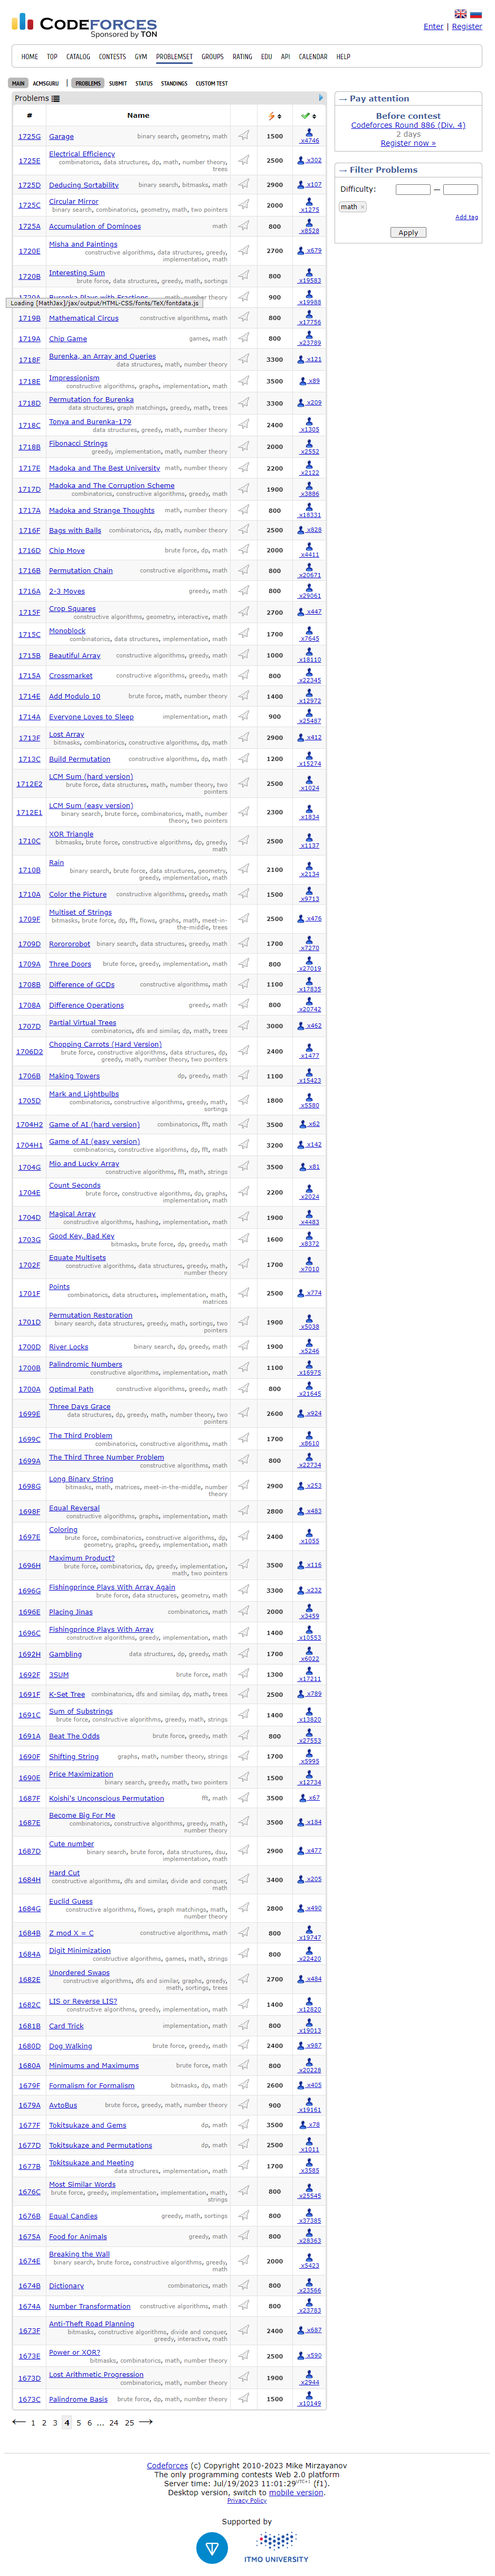 CODEFORCES
Sponsored by TON
Enter | Register
HOME TOP CATALOG CONTESTS GYM PROBLEMSET GROUPS RATING EDU API CALENDAR HELP
MAIN ACMSGURU | PROBLEMS SUBMIT STATUS STANDINGS CUSTOM TEST
Problems
# Name
1725G Garage binary search, geometry, math 1500 x4746
1725E Electrical Efficiency 2500 x302
combinatorics, data structures, dp, math, number theory,
trees
1725D Deducing Sortability binary search, bitmasks, math 2900 x107
1725C Circular Mirror 2000 x1275
binary search, combinatorics, geometry, math, two pointers
1725A Accumulation of Dominoes math 800 x8528
1720E Misha and Paintings 2700 x679
constructive algorithms, data structures, greedy,
implementation, math
1720B Interesting Sum 800 x19583
brute force, data structures, greedy, math, sortings
1720A Burenka Plays with Fractions math, number theory 900 x19988
Loading [MathJax]/jax/output/HTML-CSS/fonts/TeX/fontdata.js
1719B Mathematical Circus constructive algorithms, math 800 x17756
1719A Chip Game games, math 800 x23789
1718F Burenka, an Array and Queries 3300 x121
data structures, math, number theory
1718E Impressionism 3500 x89
constructive algorithms, graphs, implementation, math
1718D Permutation for Burenka 3300 x209
data structures, graph matchings, greedy, math, trees
1718C Tonya and Burenka-179 2400 x1305
data structures, greedy, math, number theory
1718B Fibonacci Strings 2000 x2552
greedy, implementation, math, number theory
1717E Madoka and The Best University math, number theory 2200 x2122
1717D Madoka and The Corruption Scheme 1900 x3886
combinatorics, constructive algorithms, greedy, math
1717A Madoka and Strange Thoughts math, number theory 800 x18331
1716F Bags with Balls combinatorics, dp, math, number theory 2500 x828
1716D Chip Move brute force, dp, math 2000 x4411
1716B Permutation Chain constructive algorithms, math 800 x20671
1716A 2-3 Moves greedy, math 800 x29061
1715F Crop Squares 2700 x447
constructive algorithms, geometry, interactive, math
1715C Monoblock 1700 x7645
combinatorics, data structures, implementation, math
1715B Beautiful Array constructive algorithms, greedy, math 1000 x18110
1715A Crossmarket constructive algorithms, greedy, math 800 x22345
1714E Add Modulo 10 brute force, math, number theory 1400 x12972
1714A Everyone Loves to Sleep implementation, math 900 x25487
1713F Lost Array 2900 x412
bitmasks, combinatorics, constructive algorithms, dp, math
1713C Build Permutation constructive algorithms, dp, math 1200 x15274
1712E2 LCM Sum (hard version) 2500 x1024
brute force, data structures, math, number theory, two
pointers
1712E1 LCM Sum (easy version) 2300 x1834
binary search, brute force, combinatorics, math, number
theory, two pointers
1710C XOR Triangle 2500 x1137
bitmasks, brute force, constructive algorithms, dp, greedy,
math
1710B Rain 2100 x2134
binary search, brute force, data structures, geometry,
greedy, implementation, math
1710A Color the Picture constructive algorithms, greedy, math 1500 x9713
1709F Multiset of Strings 2500 x476
bitmasks, brute force, dp, fft, flows, graphs, math, meet-in-
the-middle, trees
1709D Rorororobot binary search, data structures, greedy, math 1700 x7270
1709A Three Doors brute force, greedy, implementation, math 800 x27019
1708B Difference of GCDs constructive algorithms, math 1100 x17835
1708A Difference Operations greedy, math 800 x20742
1707D Partial Virtual Trees 3000 x462
combinatorics, dfs and similar, dp, math, trees
1706D2 Chopping Carrots (Hard Version) 2400 x1477
brute force, constructive algorithms, data structures, dp,
greedy, math, number theory, two pointers
1706B Making Towers dp, greedy, math 1100 x15423
1705D Mark and Lightbulbs 1800 x5580
combinatorics, constructive algorithms, greedy, math,
sortings
1704H2 Game of AI (hard version) combinatorics, fft, math 3500 x62
1704H1 Game of AI (easy version) 3200 x142
combinatorics, constructive algorithms, dp, fft, math
1704G Mio and Lucky Array 3500 x81
constructive algorithms, fft, math, strings
1704E Count Seconds 2200 x2024
brute force, constructive algorithms, dp, graphs,
implementation, math
1704D Magical Array 1900 x4483
constructive algorithms, hashing, implementation, math
1703G Good Key, Bad Key 1600 x8372
bitmasks, brute force, dp, greedy, math
1702F Equate Multisets 1700 x7010
constructive algorithms, data structures, greedy, math,
number theory
1701F Points 2500 x774
combinatorics, data structures, implementation, math,
matrices
1701D Permutation Restoration 1900 x5038
binary search, data structures, greedy, math, sortings, two
pointers
1700D River Locks binary search, dp, greedy, math 1900 x5246
1700B Palindromic Numbers 1100 x16975
constructive algorithms, implementation, math
1700A Optimal Path constructive algorithms, greedy, math 800 x21645
1699E Three Days Grace 2600 x924
data structures, dp, greedy, math, number theory, two
pointers
1699C The Third Problem 1700 x8610
combinatorics, constructive algorithms, math
1699A The Third Three Number Problem 800 x22734
constructive algorithms, math
1698G Long Binary String 2900 x253
bitmasks, math, matrices, meet-in-the-middle, number
theory
1698F Equal Reversal 2800 x483
constructive algorithms, graphs, implementation, math
1697E Coloring 2400 x1055
brute force, combinatorics, constructive algorithms, dp,
geometry, graphs, greedy, implementation, math
1696H Maximum Product? 3500 x116
brute force, combinatorics, dp, greedy, implementation,
math, two pointers
1696G Fishingprince Plays With Array Again 3300 x232
brute force, data structures, geometry, math
1696E Placing Jinas combinatorics, math 2000 x3459
1696C Fishingprince Plays With Array 1400 x10553
constructive algorithms, greedy, implementation, math
1692H Gambling data structures, dp, greedy, math 1700 x6022
1692F 3SUM brute force, math 1300 x17211
1691F K-Set Tree combinatorics, dfs and similar, dp, math, trees 2500 x789
1691C Sum of Substrings 1400 x13820
brute force, constructive algorithms, greedy, math, strings
1691A Beat The Odds brute force, greedy, math 800 x27553
1690F Shifting String graphs, math, number theory, strings 1700 x5995
1690E Price Maximization 1500 x12734
binary search, greedy, math, two pointers
1687F Koishi's Unconscious Permutation fft, math 3500 x67
1687E Become Big For Me 3500 x184
combinatorics, constructive algorithms, greedy, math,
number theory
1687D Cute number 2900 x477
binary search, brute force, data structures, dsu,
implementation, math
1684H Hard Cut 3400 x205
constructive algorithms, dfs and similar, divide and conquer,
math
1684G Euclid Guess 2800 x490
constructive algorithms, flows, graph matchings, math,
number theory
1684B Z mod X = C constructive algorithms, math 800 x19747
1684A Digit Minimization 800 x22420
constructive algorithms, games, math, strings
1682E Unordered Swaps 2700 x484
constructive algorithms, dfs and similar, graphs, greedy,
math, sortings, trees
1682C LIS or Reverse LIS? 1400 x12820
constructive algorithms, greedy, implementation, math
1681B Card Trick implementation, math 800 x19013
1680D Dog Walking brute force, greedy, math 2400 x987
1680A Minimums and Maximums brute force, math 800 x20228
1679F Formalism for Formalism bitmasks, dp, math 2600 x405
1679A AvtoBus brute force, greedy, math, number theory 900 x19161
1677F Tokitsukaze and Gems dp, math 3500 x78
1677D Tokitsukaze and Permutations dp, math 2500 x1011
1677B Tokitsukaze and Meeting 1700 x3585
data structures, implementation, math
1676C Most Similar Words 800 x25545
brute force, greedy, implementation, implementation, math,
strings
1676B Equal Candies greedy, math, sortings 800 x37385
1675A Food for Animals greedy, math 800 x28363
1674E Breaking the Wall 2000 x5423
binary search, brute force, constructive algorithms, greedy,
math
1674B Dictionary combinatorics, math 800 x23566
1674A Number Transformation constructive algorithms, math 800 x23783
1673F Anti-Theft Road Planning 2400 x687
bitmasks, math, constructive algorithms, divide and conquer,
greedy, interactive, math
1673E Power or XOR? 2500 x590
bitmasks, combinatorics, math, number theory
1673D Lost Arithmetic Progression 1900 x2944
combinatorics, math, number theory
1673C Palindrome Basis brute force, dp, math, number theory 1500 x10149
1 2 3 4 5 6 ... 24 25
→ Pay attention
Before contest
Codeforces Round 886 (Div. 4)
2 days
Register now »
→ Filter Problems
Difficulty: —
math ×
Add tag
Apply
Codeforces (c) Copyright 2010-2023 Mike Mirzayanov
The only programming contests Web 2.0 platform
Server time: Jul/19/2023 11:01:29UTC+1 (f1).
Desktop version, switch to mobile version.
Privacy Policy
Supported by
ITMO UNIVERSITY